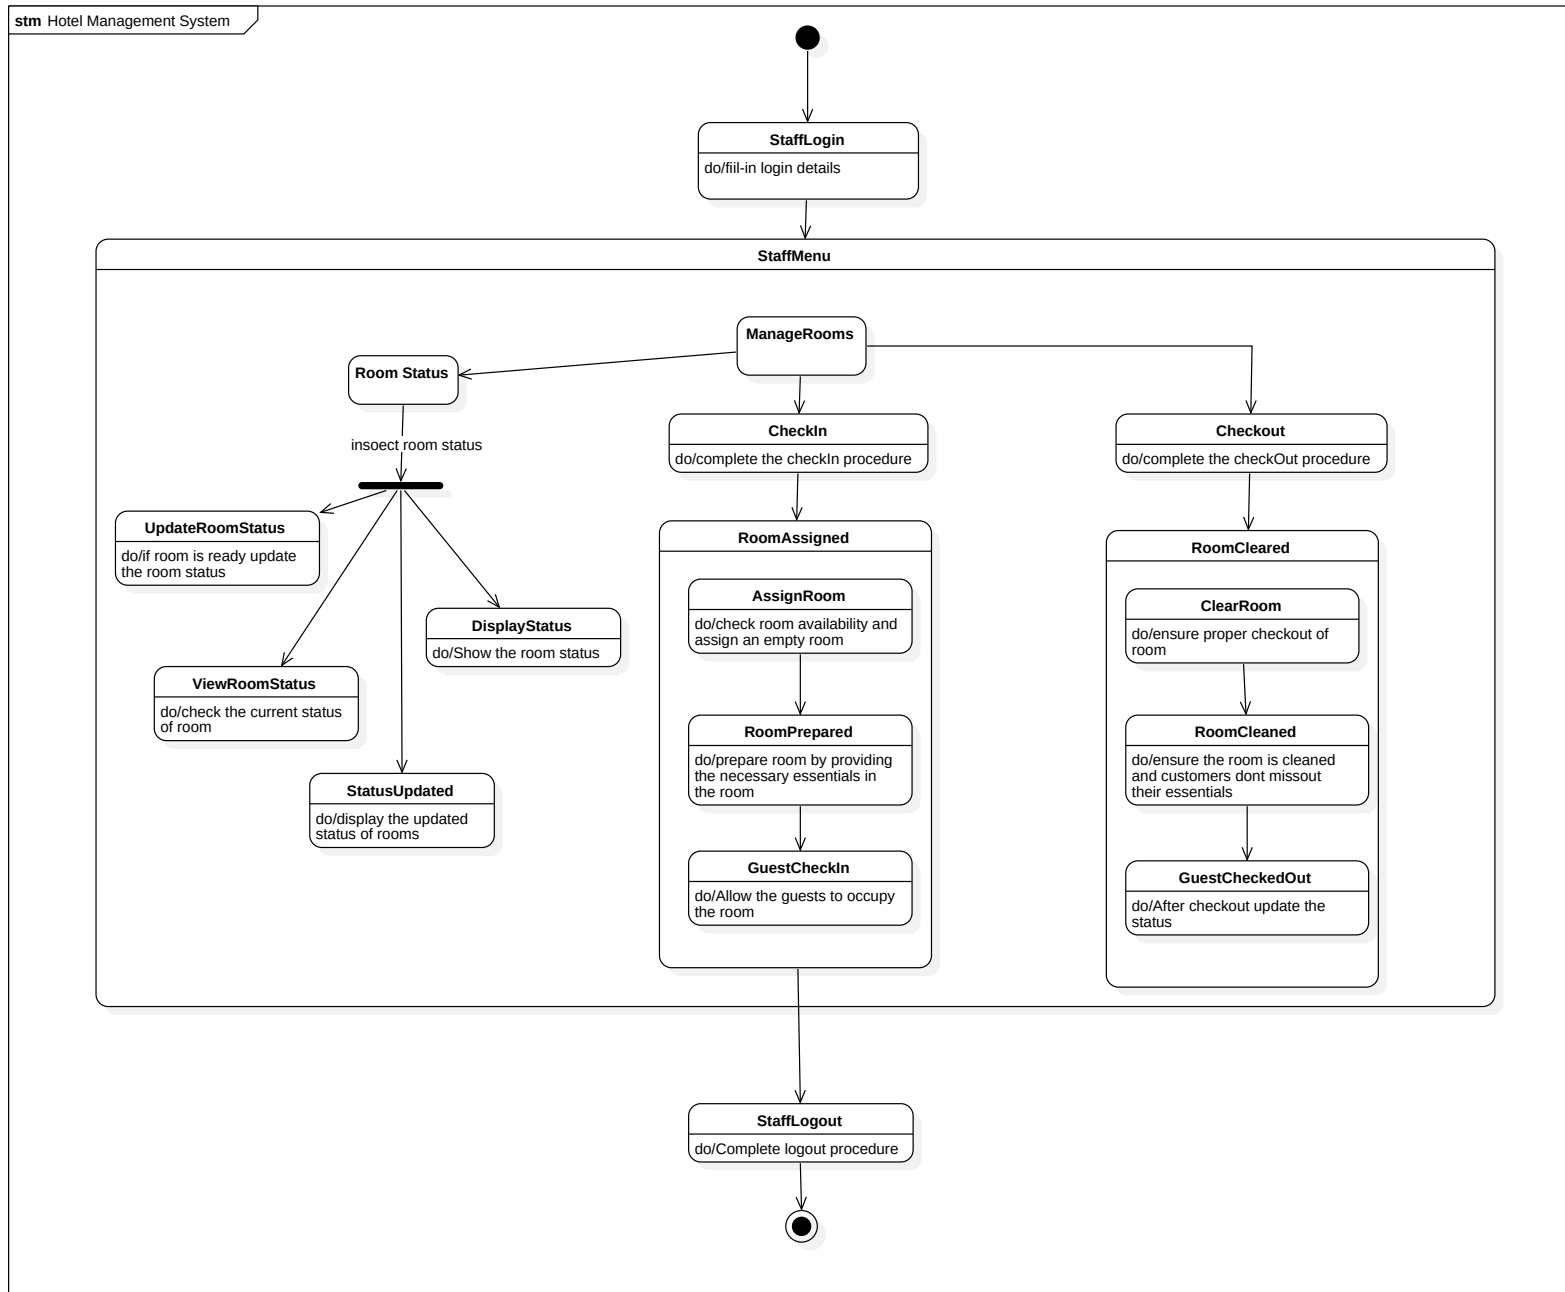 stm Hotel Management System
StaffLogin
do/fiil-in login details
StaffMenu
ManageRooms
Room Status
insoect room status
UpdateRoomStatus
do/if room is ready update
the room status
DisplayStatus
do/Show the room status
ViewRoomStatus
do/check the current status
of room
StatusUpdated
do/display the updated
status of rooms
CheckIn
do/complete the checkIn procedure
RoomAssigned
AssignRoom
do/check room availability and
assign an empty room
RoomPrepared
do/prepare room by providing
the necessary essentials in
the room
GuestCheckIn
do/Allow the guests to occupy
the room
Checkout
do/complete the checkOut procedure
RoomCleared
ClearRoom
do/ensure proper checkout of
room
RoomCleaned
do/ensure the room is cleaned
and customers dont missout
their essentials
GuestCheckedOut
do/After checkout update the
status
StaffLogout
do/Complete logout procedure